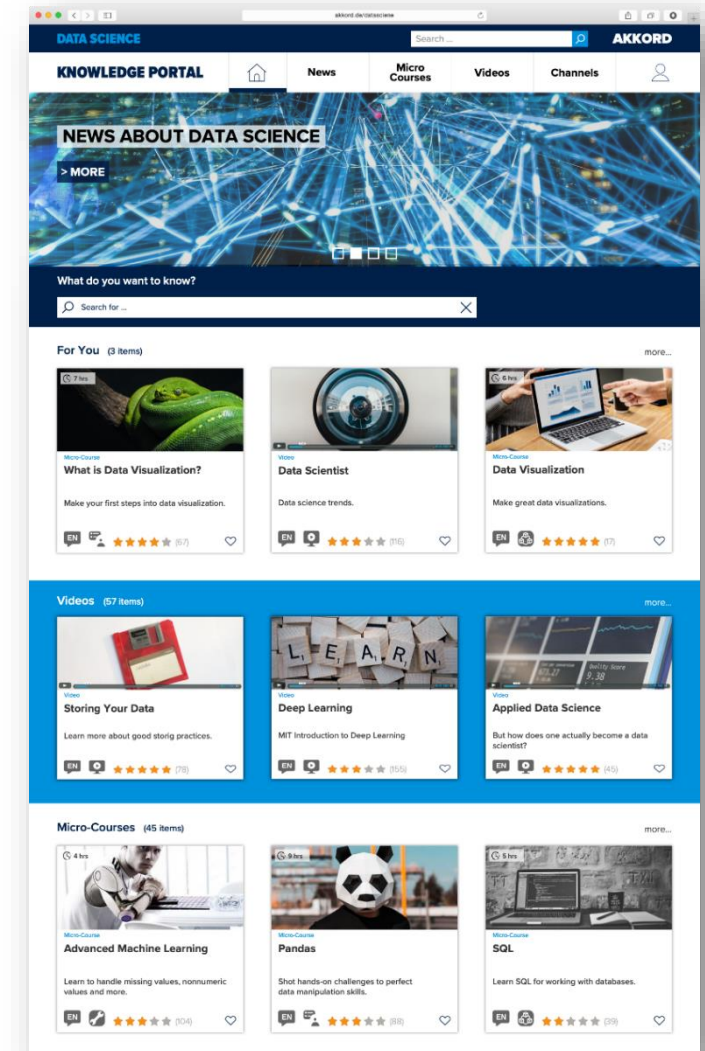 akkord.de/datascience
DATA SCIENCE
Search ...
AKKORD
KNOWLEDGE PORTAL
News
Micro Courses
Videos
Channels
NEWS ABOUT DATA SCIENCE
> MORE
What do you want to know?
Search for ...
For You (3 items)
more...
7 hrs
Micro-Course
What is Data Visualization?
Make your first steps into data visualization.
EN
(67)
Video
Data Scientist
Data science trends.
EN
(116)
6 hrs
Micro-Course
Data Visualization
Make great data visualizations.
EN
(17)
Videos (57 items)
more...
Video
Storing Your Data
Learn more about good storig practices.
EN
(78)
LEARN
Video
Deep Learning
MIT Introduction to Deep Learning
EN
(155)
673.27
Quality Score
9.38
Video
Applied Data Science
But how does one actually become a data
scientist?
EN
(45)
Micro-Courses (45 items)
more...
4 hrs
Micro-Course
Advanced Machine Learning
Learn to handle missing values, nonnumeric
values and more.
EN
(104)
9 hrs
Micro-Course
Pandas
Shot hands-on challenges to perfect
data manipulation skills.
EN
(88)
5 hrs
Micro-Course
SQL
Learn SQL for working with databases.
EN
(39)